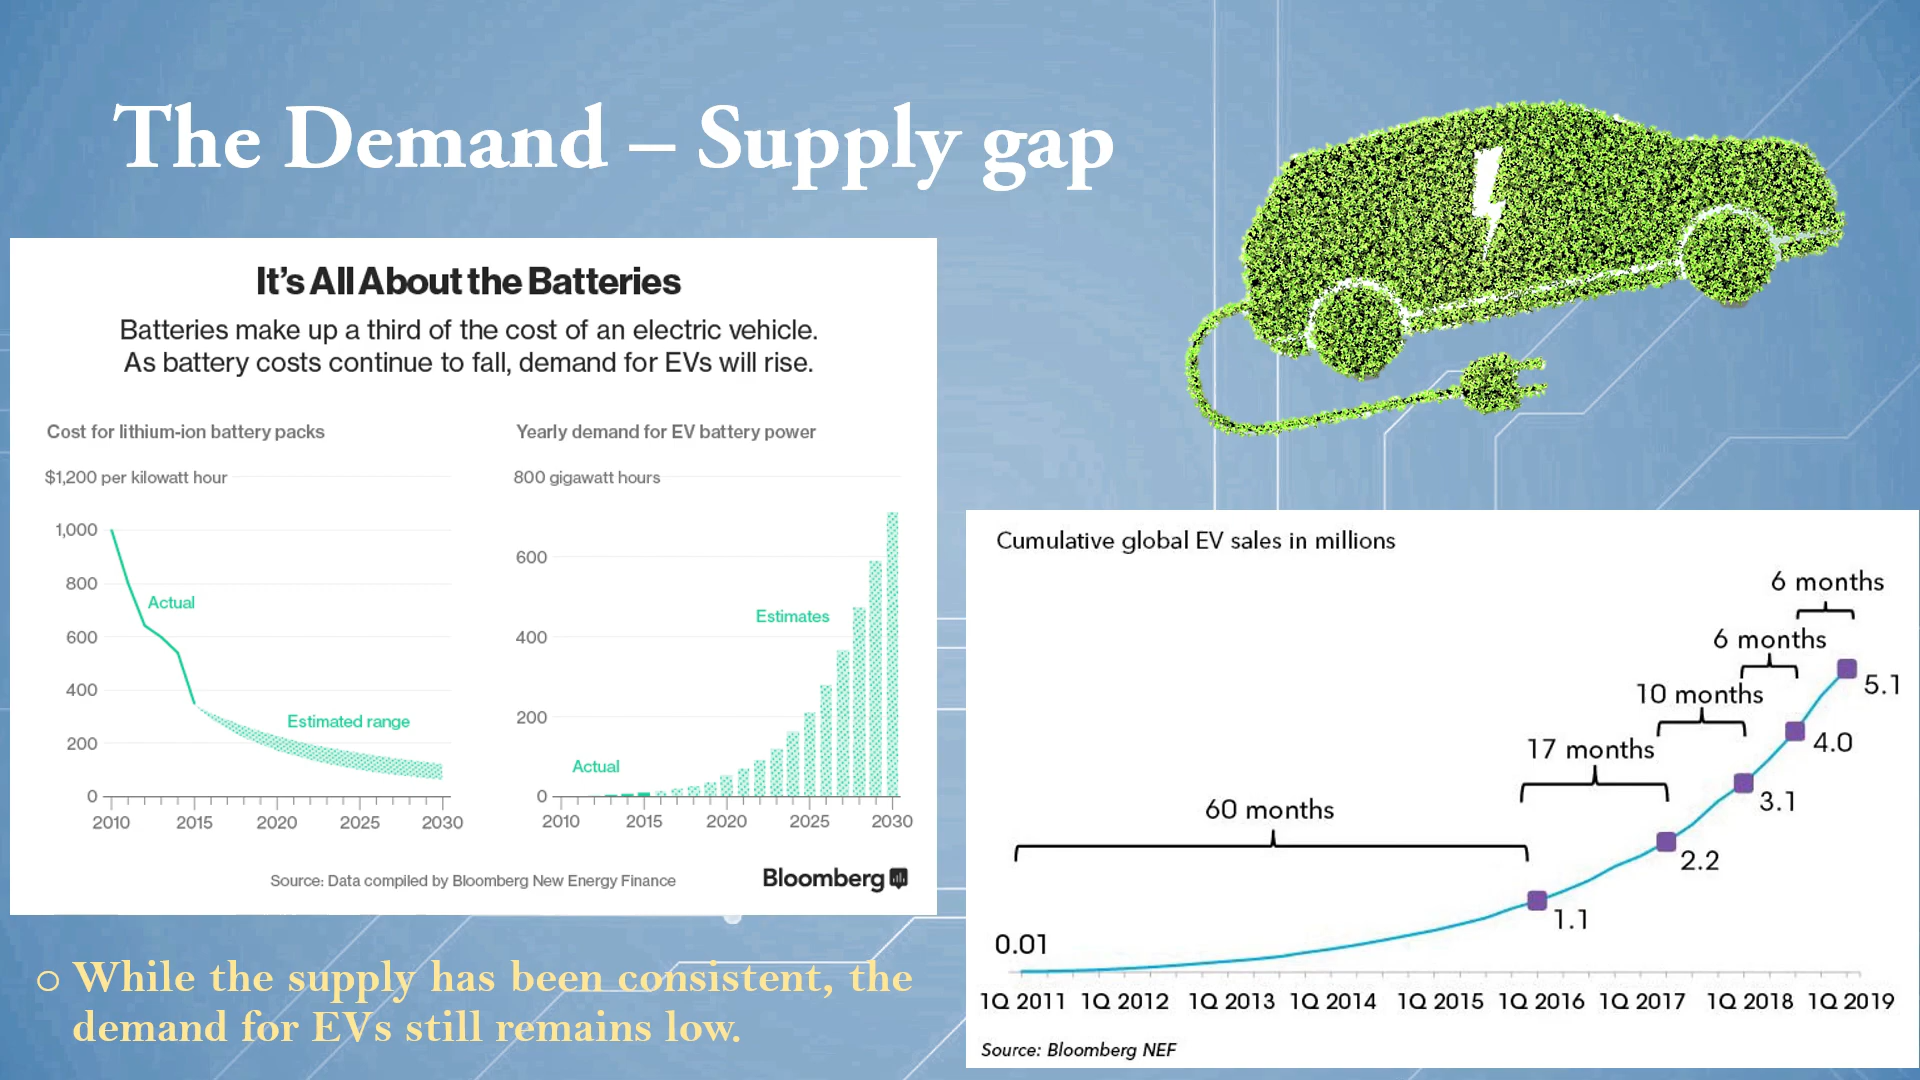 The Demand – Supply gap
It's All About the Batteries
Batteries make up a third of the cost of an electric vehicle.
As battery costs continue to fall, demand for EVs will rise.
Cost for lithium-ion battery packs
$1,200 per kilowatt hour
1,000
800
600
400
200
0
Actual
Estimated range
2010 2015 2020 2025 2030
Yearly demand for EV battery power
800 gigawatt hours
600
400
200
0
Estimates
Actual
2010 2015 2020 2025 2030
Source: Data compiled by Bloomberg New Energy Finance
Bloomberg
Cumulative global EV sales in millions
6 months
6 months
10 months
17 months
60 months
5.1
4.0
3.1
2.2
1.1
0.01
1Q 2011 1Q 2012 1Q 2013 1Q 2014 1Q 2015 1Q 2016 1Q 2017 1Q 2018 1Q 2019
Source: Bloomberg NEF
○ While the supply has been consistent, the
demand for EVs still remains low.